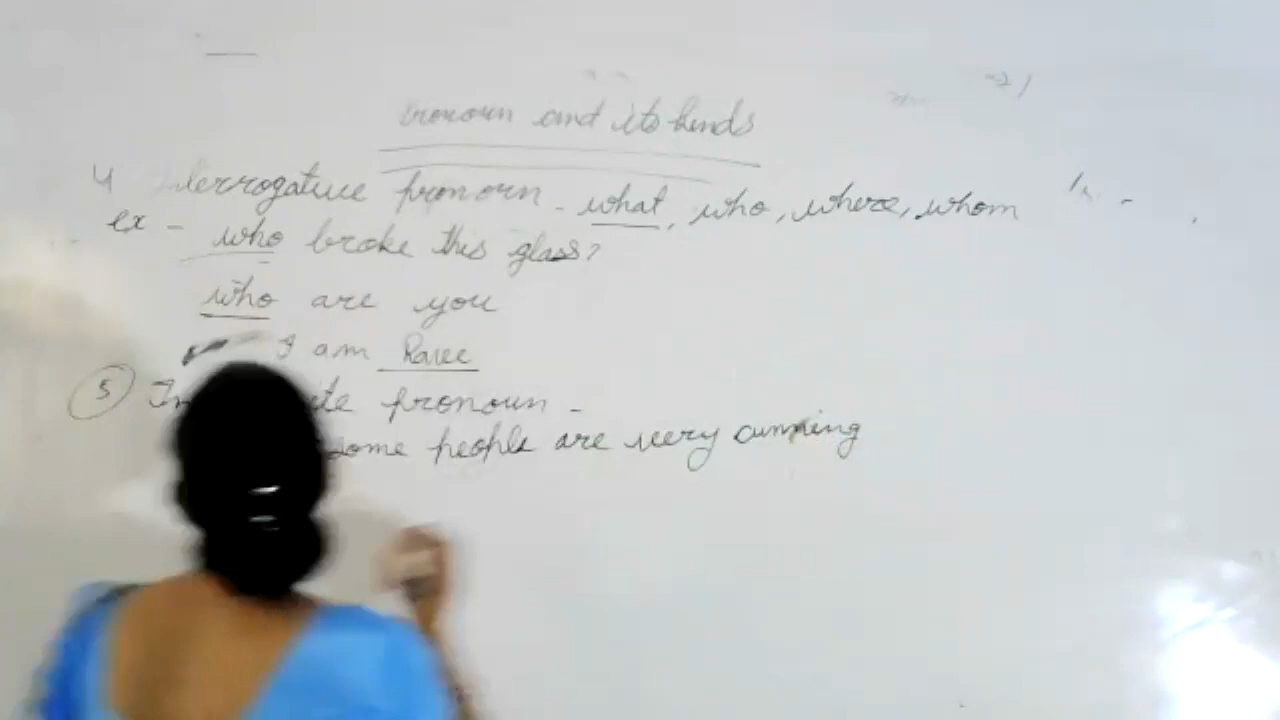 Pronoun and its kinds
4 Interrogative pronoun - what, who, where, whom
ex - who broke this glass?
who are you
I am Ravee
5 pronoun -
some people are very cunning